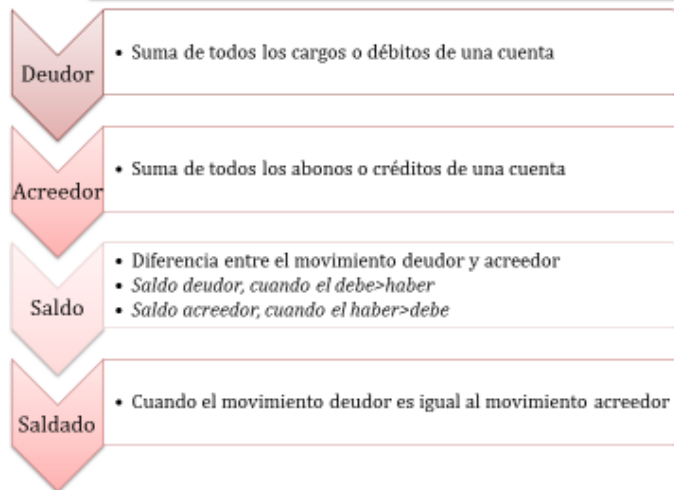 Deudor
• Suma de todos los cargos o débitos de una cuenta
Acreedor
• Suma de todos los abonos o créditos de una cuenta
Saldo
• Diferencia entre el movimiento deudor y acreedor
• Saldo deudor, cuando el debe>haber
• Saldo acreedor, cuando el haber>debe
Saldado
• Cuando el movimiento deudor es igual al movimiento acreedor